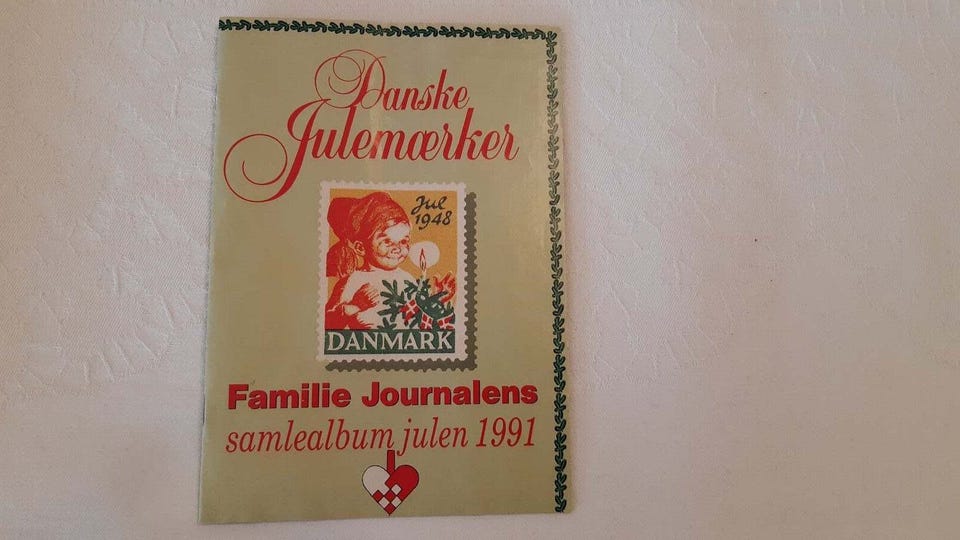 Danske
Julemærker
Jul
1948
DANMARK
Familie Journalens
samlealbum julen 1991